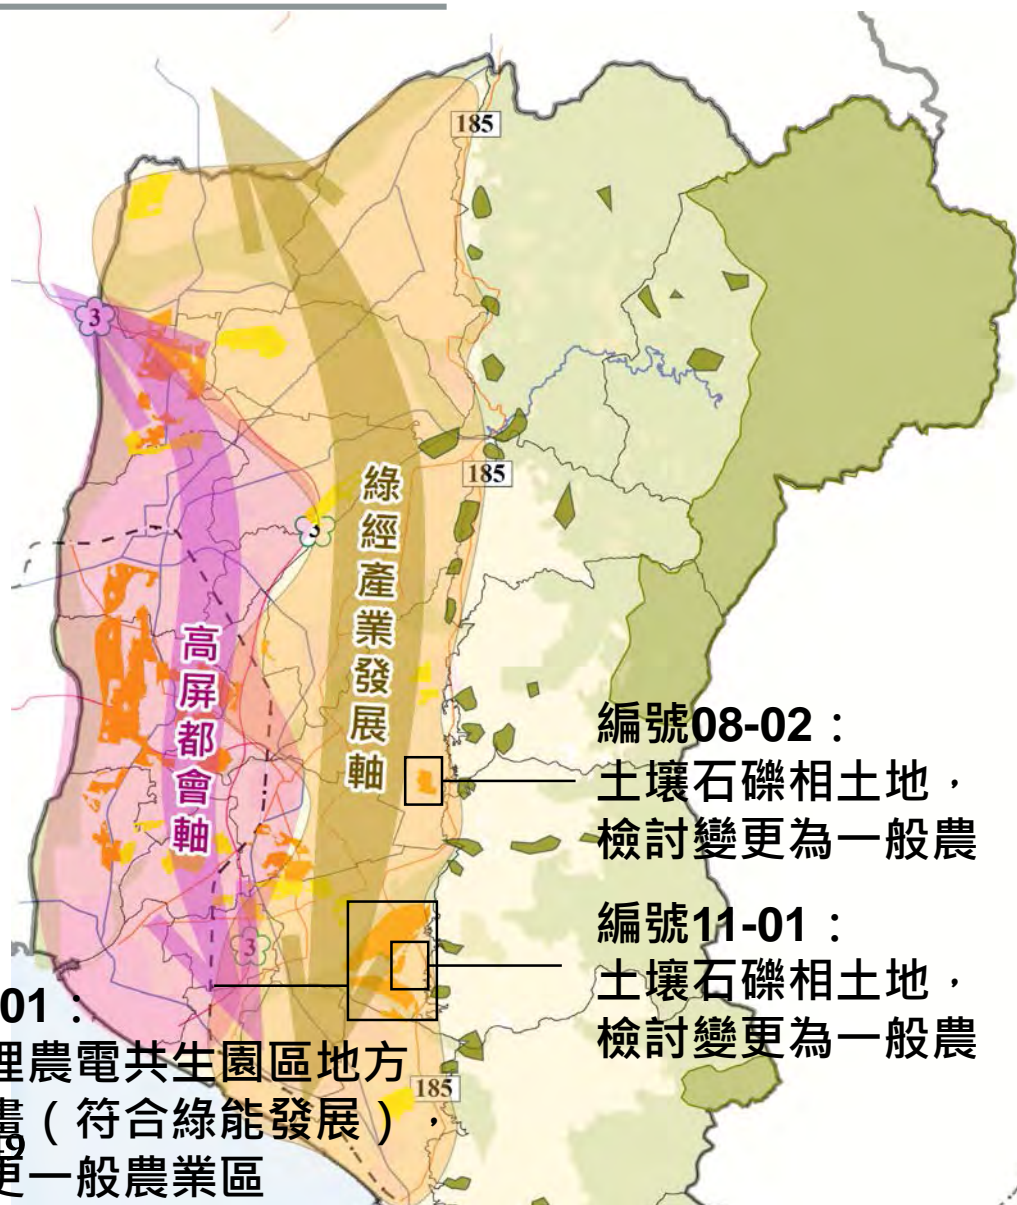 185
3
185
綠經產業發展軸
3
高屏都會軸
編號08-02：
土壤石礫相土地，
檢討變更為一般農
編號11-01：
土壤石礫相土地，
檢討變更為一般農
3
01：
理農電共生園區地方
畫（符合綠能發展），
更一般農業區
185